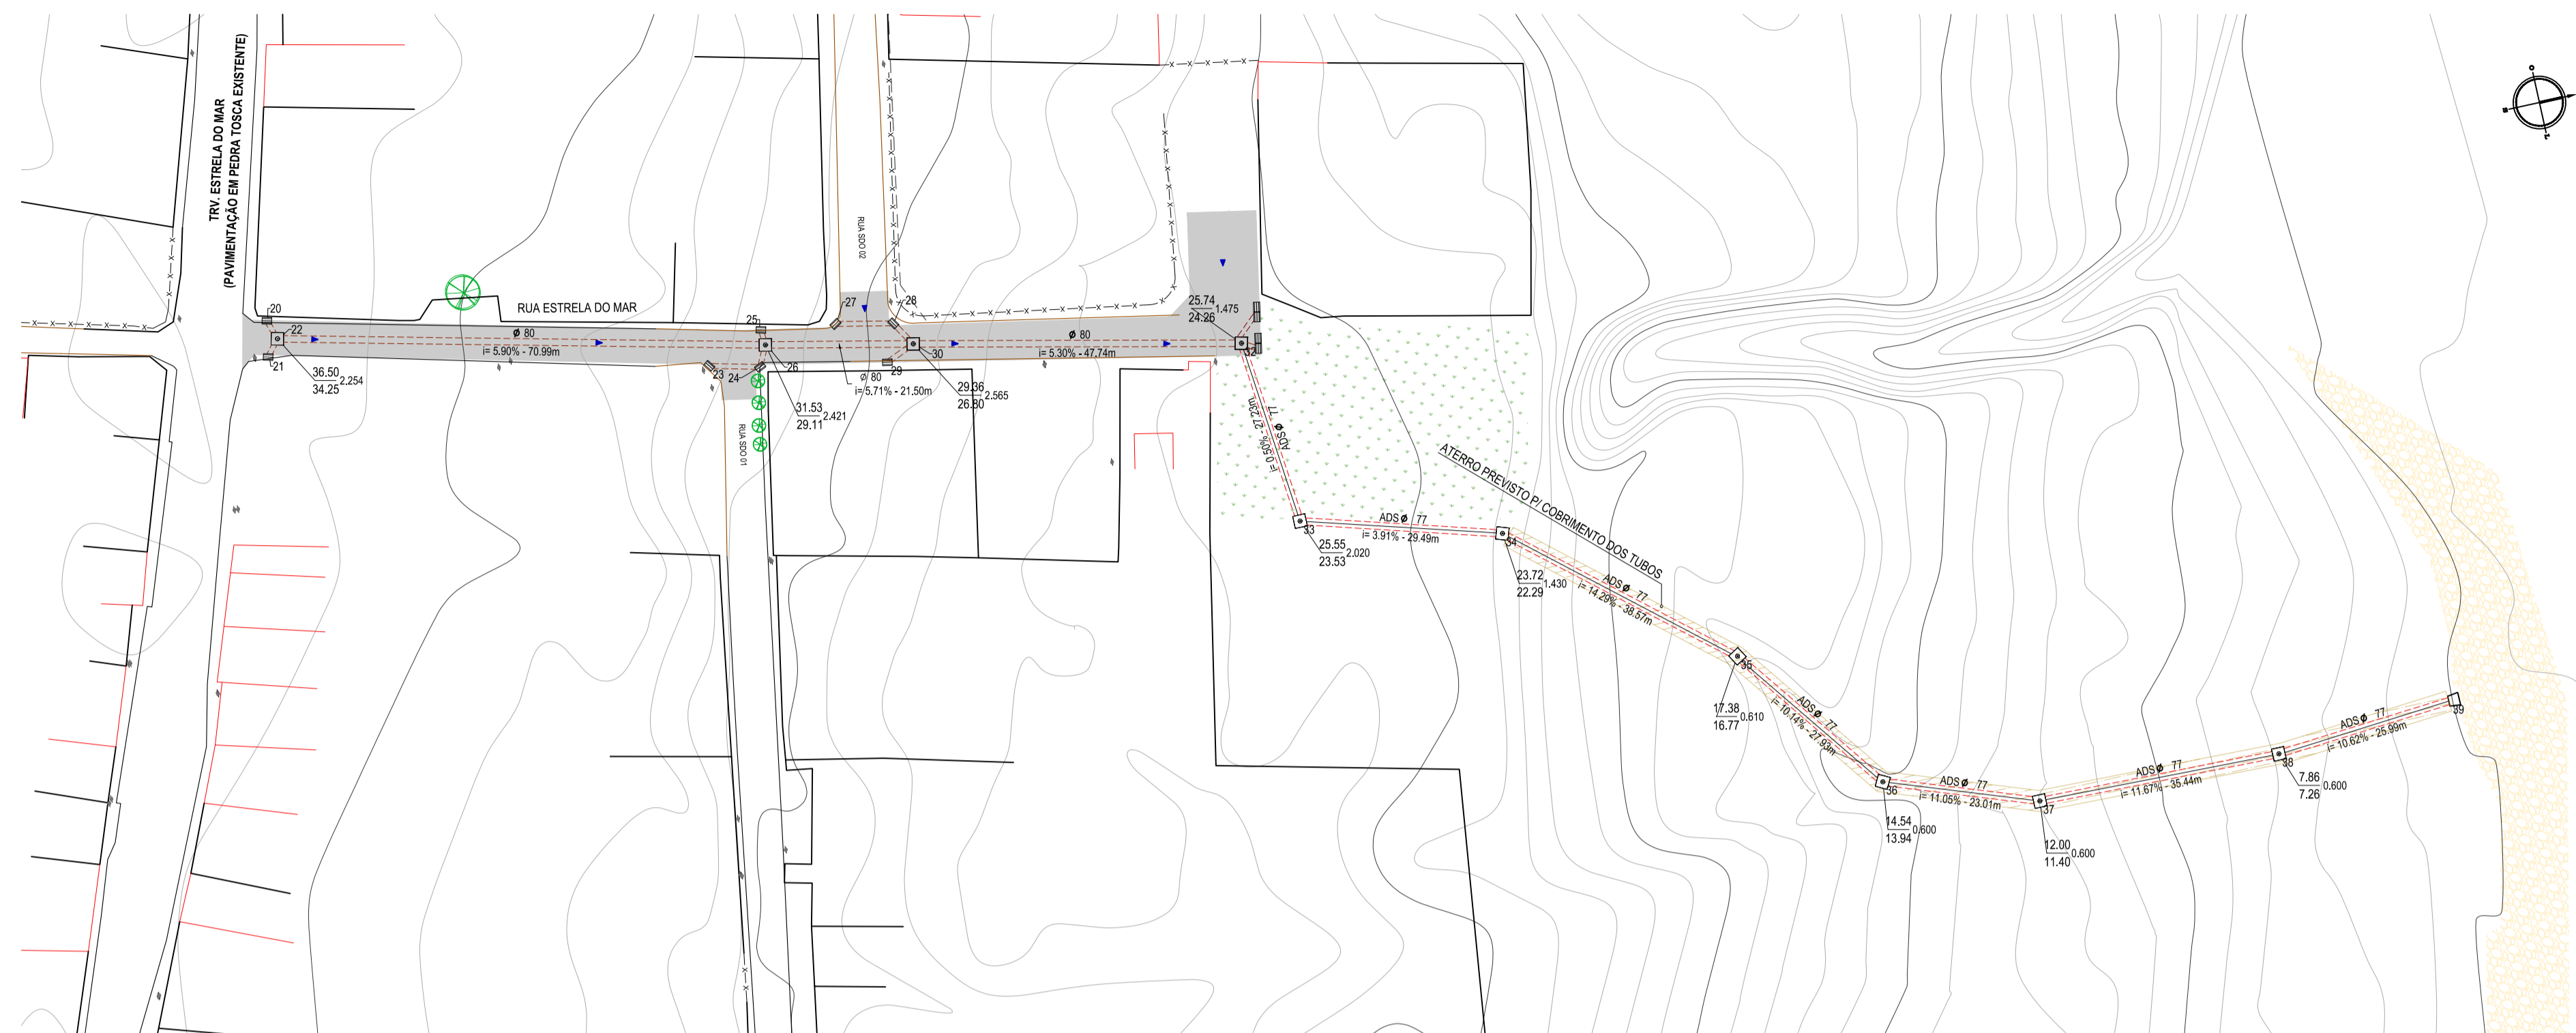 TRV. ESTRELA DO MAR
(PAVIMENTAÇÃO EM PEDRA TOSCA EXISTENTE)
20
22
21
36.50
34.25
2.254
RUA ESTRELA DO MAR
Ø 80
i= 5.90% - 70.99m
RUA SDO 02
27
28
25
23
24
26
RUA SDO 01
31.53
29.11
2.421
Ø 80
i= 5.71% - 21.50m
29
30
29.36
26.80
2.565
Ø 80
i= 5.30% - 47.74m
25.74
24.26
1.475
32
ADS Ø 77
i= 0.50% - 27.23m
33
25.55
23.53
2.020
ADS Ø 77
i= 3.91% - 29.49m
34
23.72
22.29
1.430
ATERRO PREVISTO P/ COBRIMENTO DOS TUBOS
ADS Ø 77
i= 14.29% - 38.57m
35
17.38
16.77
0.610
ADS Ø 77
i= 10.14% - 27.93m
36
14.54
13.94
0.600
ADS Ø 77
i= 11.05% - 23.01m
37
12.00
11.40
0.600
ADS Ø 77
i= 11.67% - 35.44m
38
7.86
7.26
0.600
ADS Ø 77
i= 10.62% - 25.99m
39